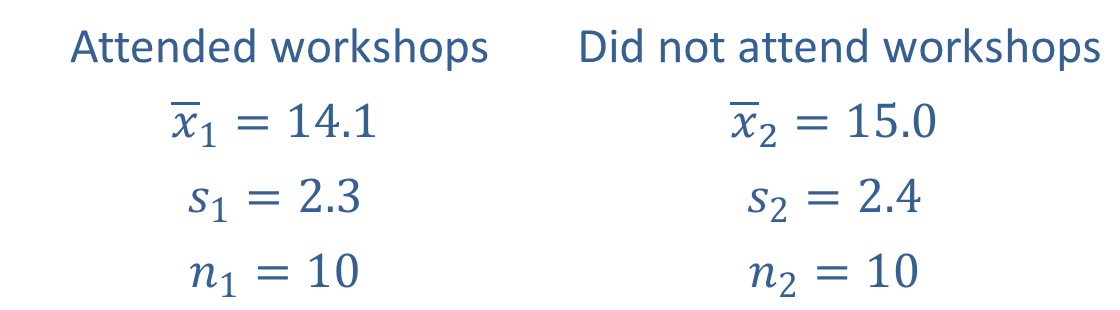 Attended workshops Did not attend workshops
x̅₁ = 14.1 x̅₂ = 15.0
s₁ = 2.3 s₂ = 2.4
n₁ = 10 n₂ = 10